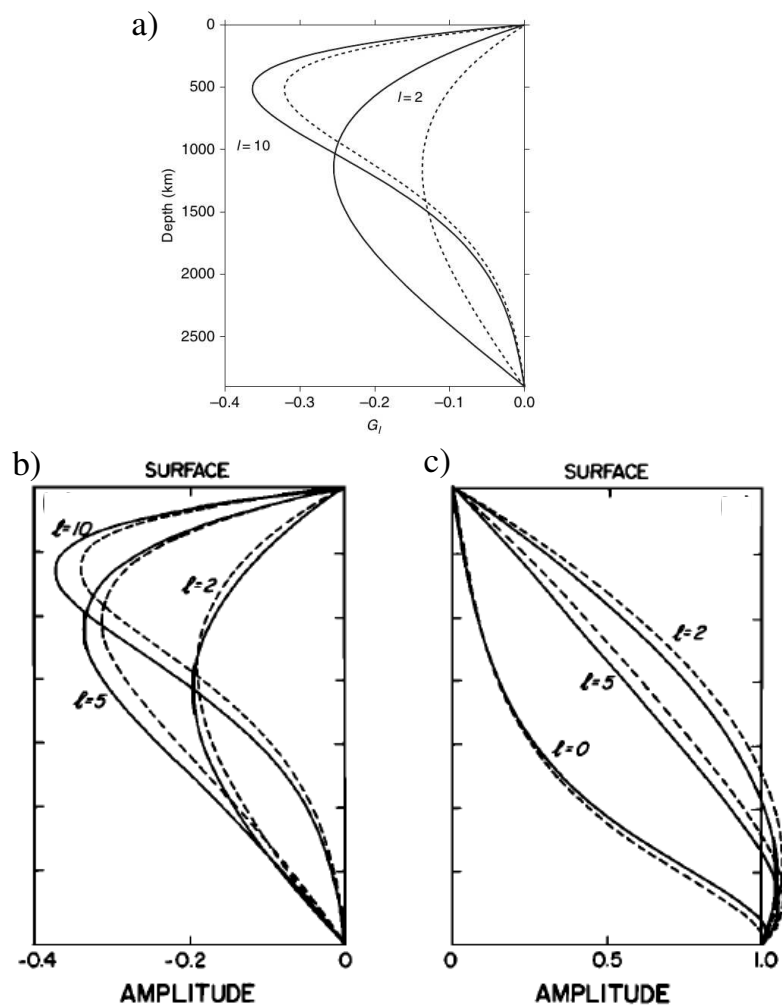 a)
0
500
1000
1500
2000
2500
Depth (km)
l = 2
l = 10
−0.4 −0.3 −0.2 −0.1 0.0
G_l
b)
SURFACE
ℓ=10
ℓ=2
ℓ=5
-0.4 -0.2 0
AMPLITUDE
c)
SURFACE
ℓ=2
ℓ=5
ℓ=0
0 0.5 1.0
AMPLITUDE